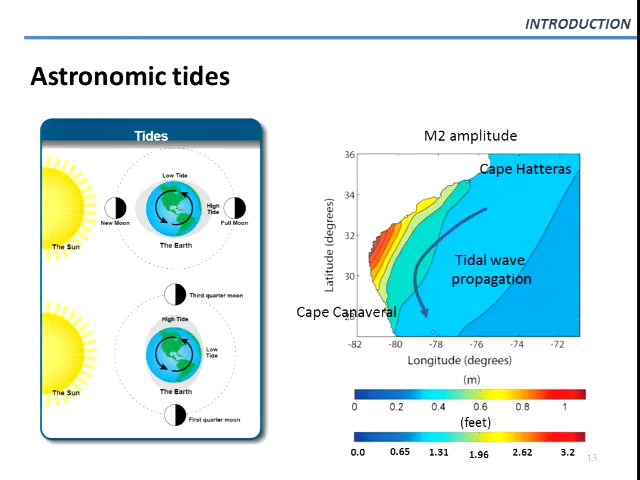 INTRODUCTION
Astronomic tides
Tides
Low Tide
High
Tide
New Moon
Full Moon
The Sun
The Earth
Third quarter moon
High Tide
Low
Tide
The Sun
The Earth
First quarter moon
M2 amplitude
36
Cape Hatteras
34
32
Latitude (degrees)
Tidal wave
propagation
30
Cape Canaveral
28
-82 -80 -78 -76 -74 -72
Longitude (degrees)
(m)
0 0.2 0.4 0.6 0.8 1
(feet)
0.0 0.65 1.31 1.96 2.62 3.2
13